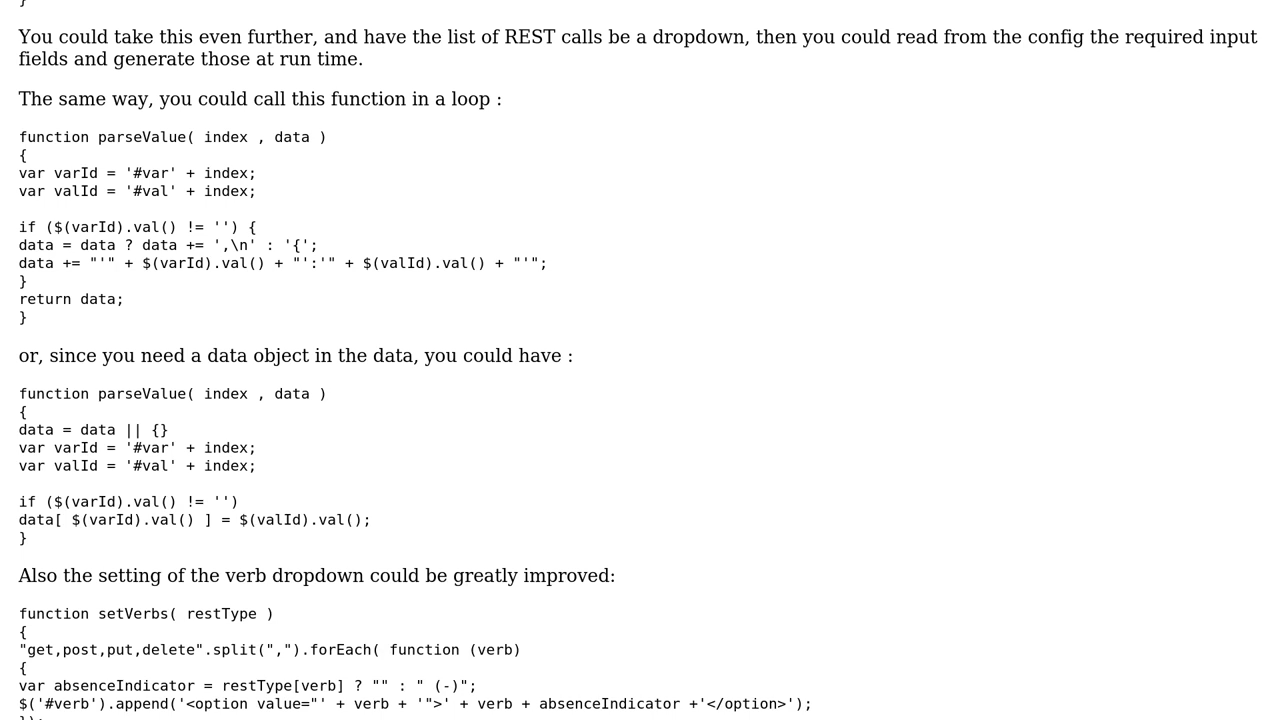 }
You could take this even further, and have the list of REST calls be a dropdown, then you could read from the config the required input
fields and generate those at run time.
The same way, you could call this function in a loop :
function parseValue( index , data )
{
var varId = '#var' + index;
var valId = '#val' + index;
if ($(varId).val() != '') {
data = data ? data += ',\n' : '{';
data += "'" + $(varId).val() + "':'" + $(valId).val() + "'";
}
return data;
}
or, since you need a data object in the data, you could have :
function parseValue( index , data )
{
data = data || {}
var varId = '#var' + index;
var valId = '#val' + index;
if ($(varId).val() != '')
data[ $(varId).val() ] = $(valId).val();
}
Also the setting of the verb dropdown could be greatly improved:
function setVerbs( restType )
{
"get,post,put,delete".split(",").forEach( function (verb)
{
var absenceIndicator = restType[verb] ? "" : " (-)";
$('#verb').append('<option value="' + verb + '">' + verb + absenceIndicator +'</option>');
});